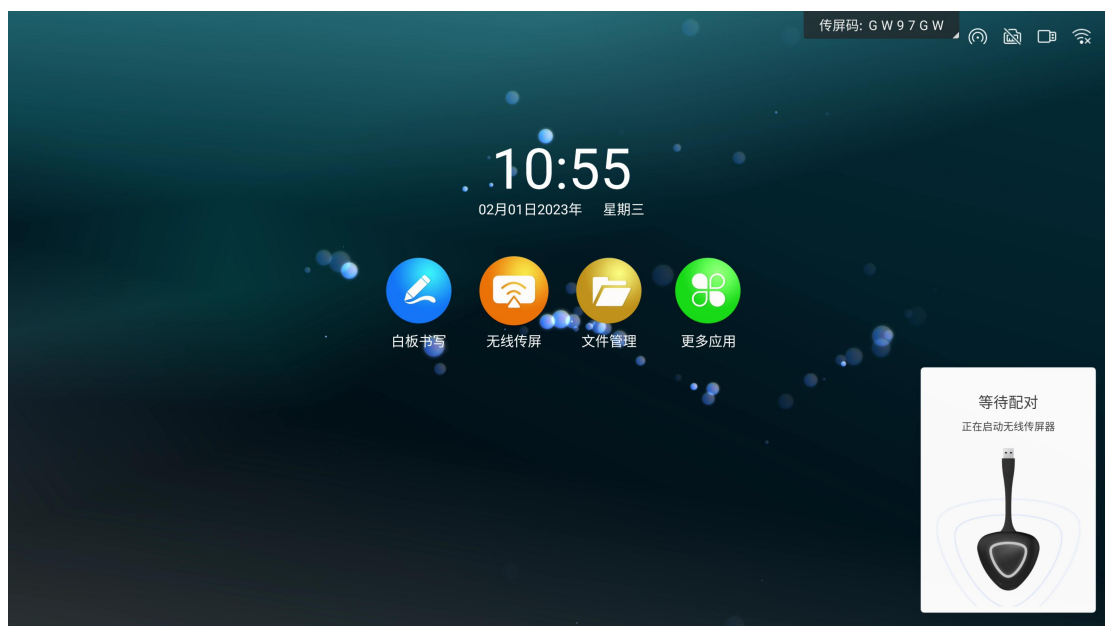 传屏码: GW97GW
10:55
02月01日2023年 星期三
白板书写 无线传屏 文件管理 更多应用
等待配对
正在启动无线传屏器